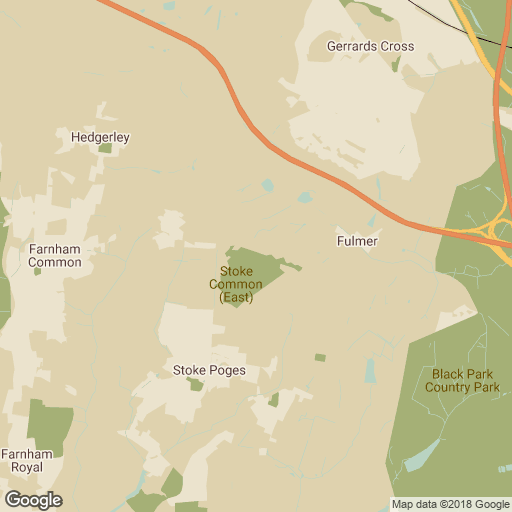 Gerrards Cross
Hedgerley
Fulmer
Farnham
Common
Stoke
Common
(East)
Stoke Poges
Black Park
Country Park
Farnham
Royal
Google
Map data ©2018 Google